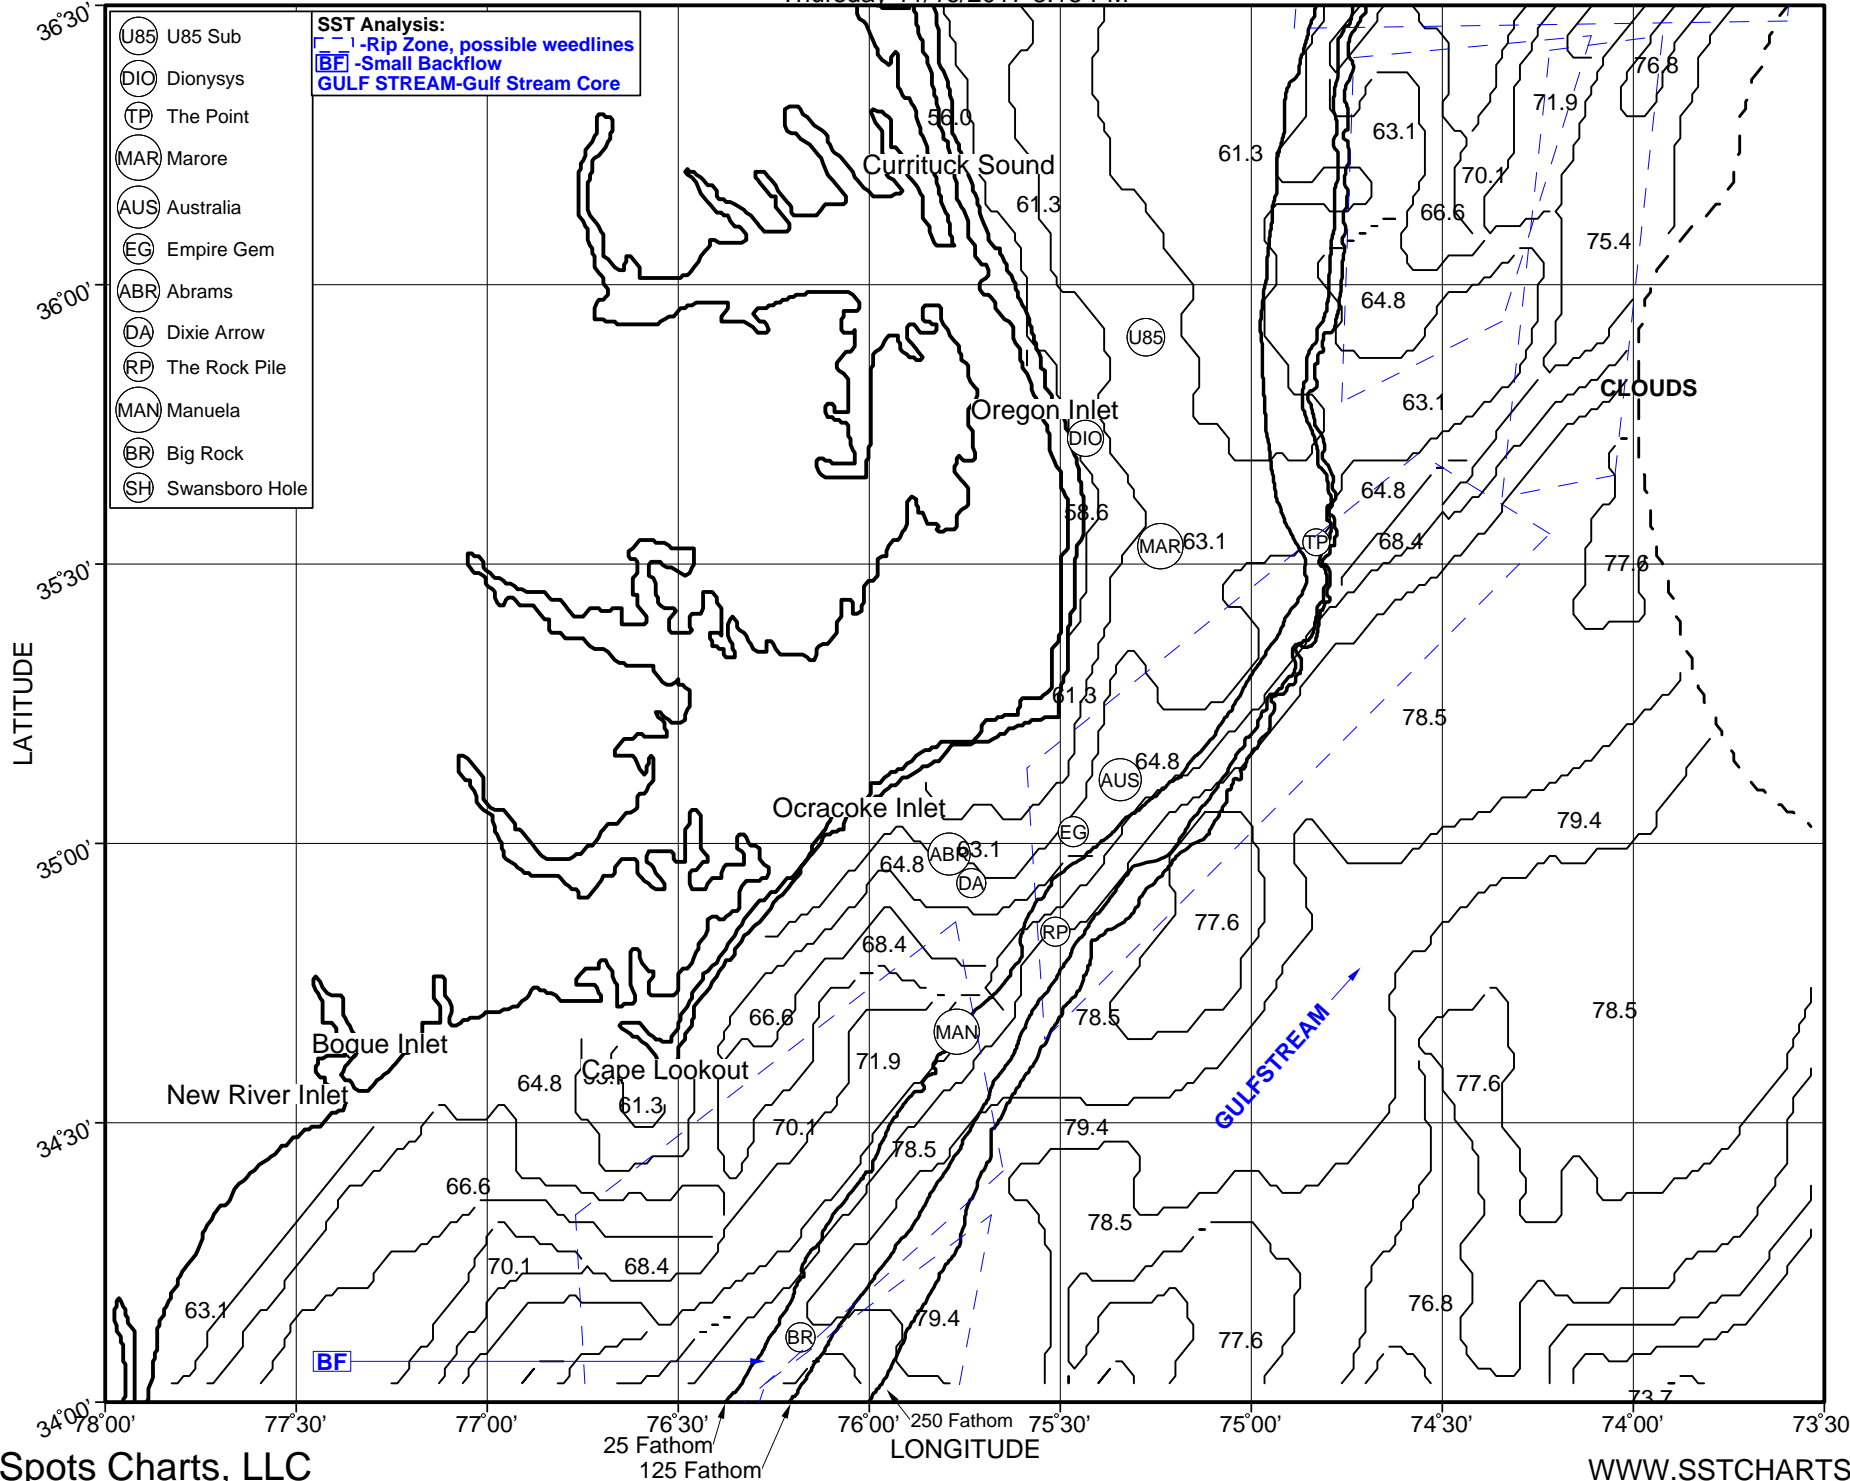 36°30'
U85 U85 Sub
DIO Dionysys
TP The Point
MAR Marore
AUS Australia
EG Empire Gem
ABR Abrams
DA Dixie Arrow
RP The Rock Pile
MAN Manuela
BR Big Rock
SH Swansboro Hole
SST Analysis:
-Rip Zone, possible weedlines
BF -Small Backflow
GULF STREAM-Gulf Stream Core
76.8
71.9
56.0
63.1
61.3
Currituck Sound
70.1
61.3
66.6
75.4
36°00'
64.8
U85
CLOUDS
63.1
Oregon Inlet
DIO
64.8
58.6
MAR 63.1
TP
68.4
35°30'
77.6
LATITUDE
61.3
78.5
64.8
AUS
Ocracoke Inlet
79.4
EG
35°00'
ABR 63.1
64.8
DA
77.6
RP
68.4
78.5
66.6
78.5
MAN
Bogue Inlet
71.9
Cape Lookout
64.8
77.6
New River Inlet
61.3
GULFSTREAM
34°30'
70.1
79.4
78.5
66.6
78.5
70.1
68.4
76.8
63.1
79.4
BR
77.6
BF
73.7
34°00'
78°00' 77°30' 77°00' 76°30' 76°00' 75°30' 75°00' 74°30' 74°00' 73°30
250 Fathom
25 Fathom
LONGITUDE
125 Fathom
Spots Charts, LLC
WWW.SSTCHARTS